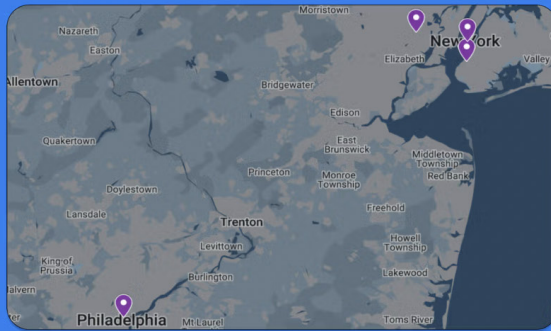 Morristown
Nazareth
New York
Easton
Elizabeth
Valley
Allentown
Bridgewater
Edison
Quakertown
East
Brunswick
Middletown
Township
Princeton
Monroe
Township
Red Bank
Doylestown
Lansdale
Freehold
Trenton
Levittown
Howell
Township
King of
Prussia
Burlington
Lakewood
alvern
ter
Philadelphia
Mt Laurel
Toms River